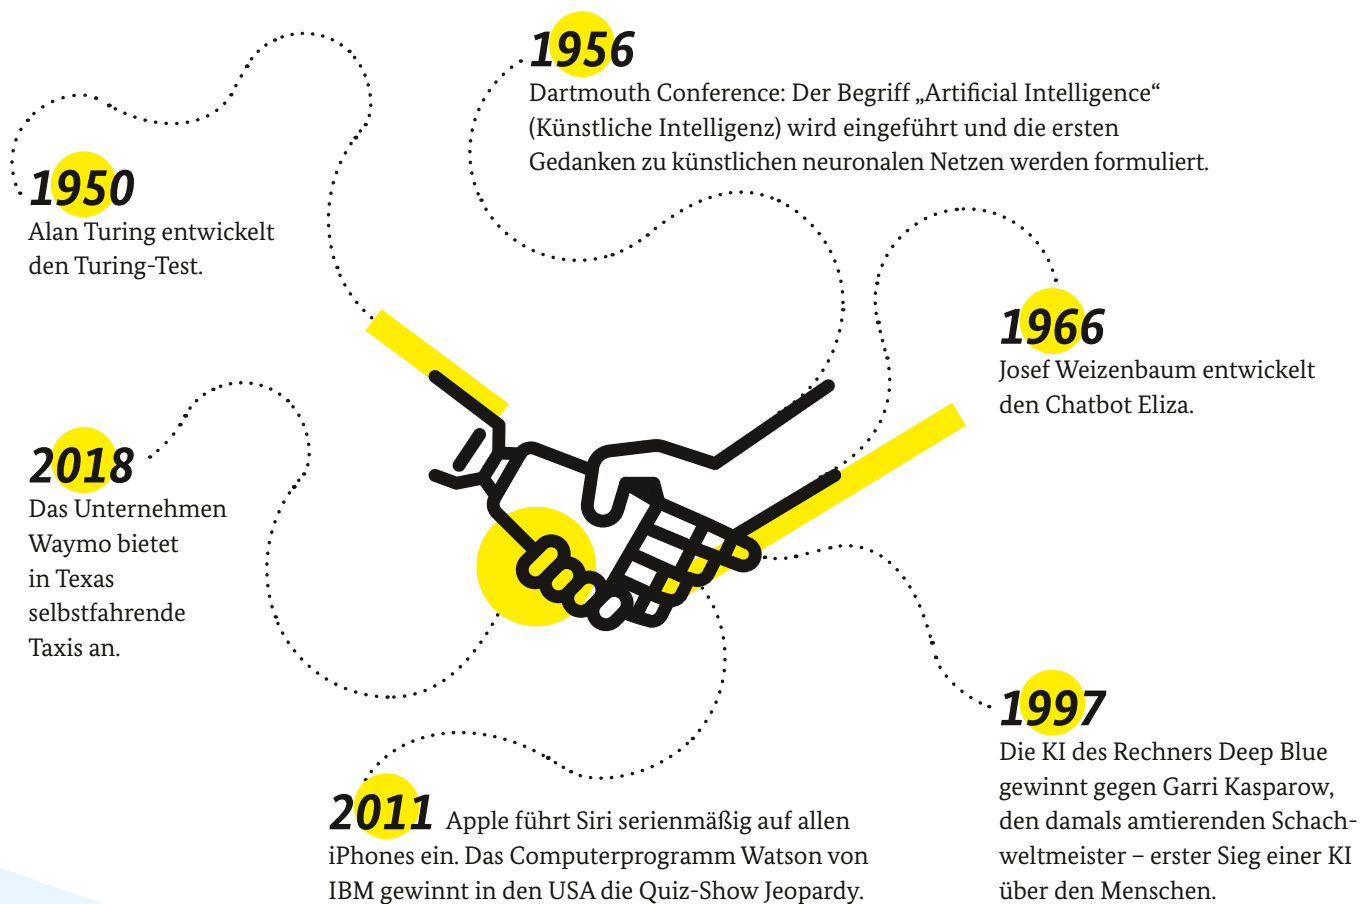 1950
Alan Turing entwickelt
den Turing-Test.
1956
Dartmouth Conference: Der Begriff „Artificial Intelligence“
(Künstliche Intelligenz) wird eingeführt und die ersten
Gedanken zu künstlichen neuronalen Netzen werden formuliert.
1966
Josef Weizenbaum entwickelt
den Chatbot Eliza.
1997
Die KI des Rechners Deep Blue
gewinnt gegen Garri Kasparow,
den damals amtierenden Schach-
weltmeister – erster Sieg einer KI
über den Menschen.
2011 Apple führt Siri serienmäßig auf allen
iPhones ein. Das Computerprogramm Watson von
IBM gewinnt in den USA die Quiz-Show Jeopardy.
2018
Das Unternehmen
Waymo bietet
in Texas
selbstfahrende
Taxis an.